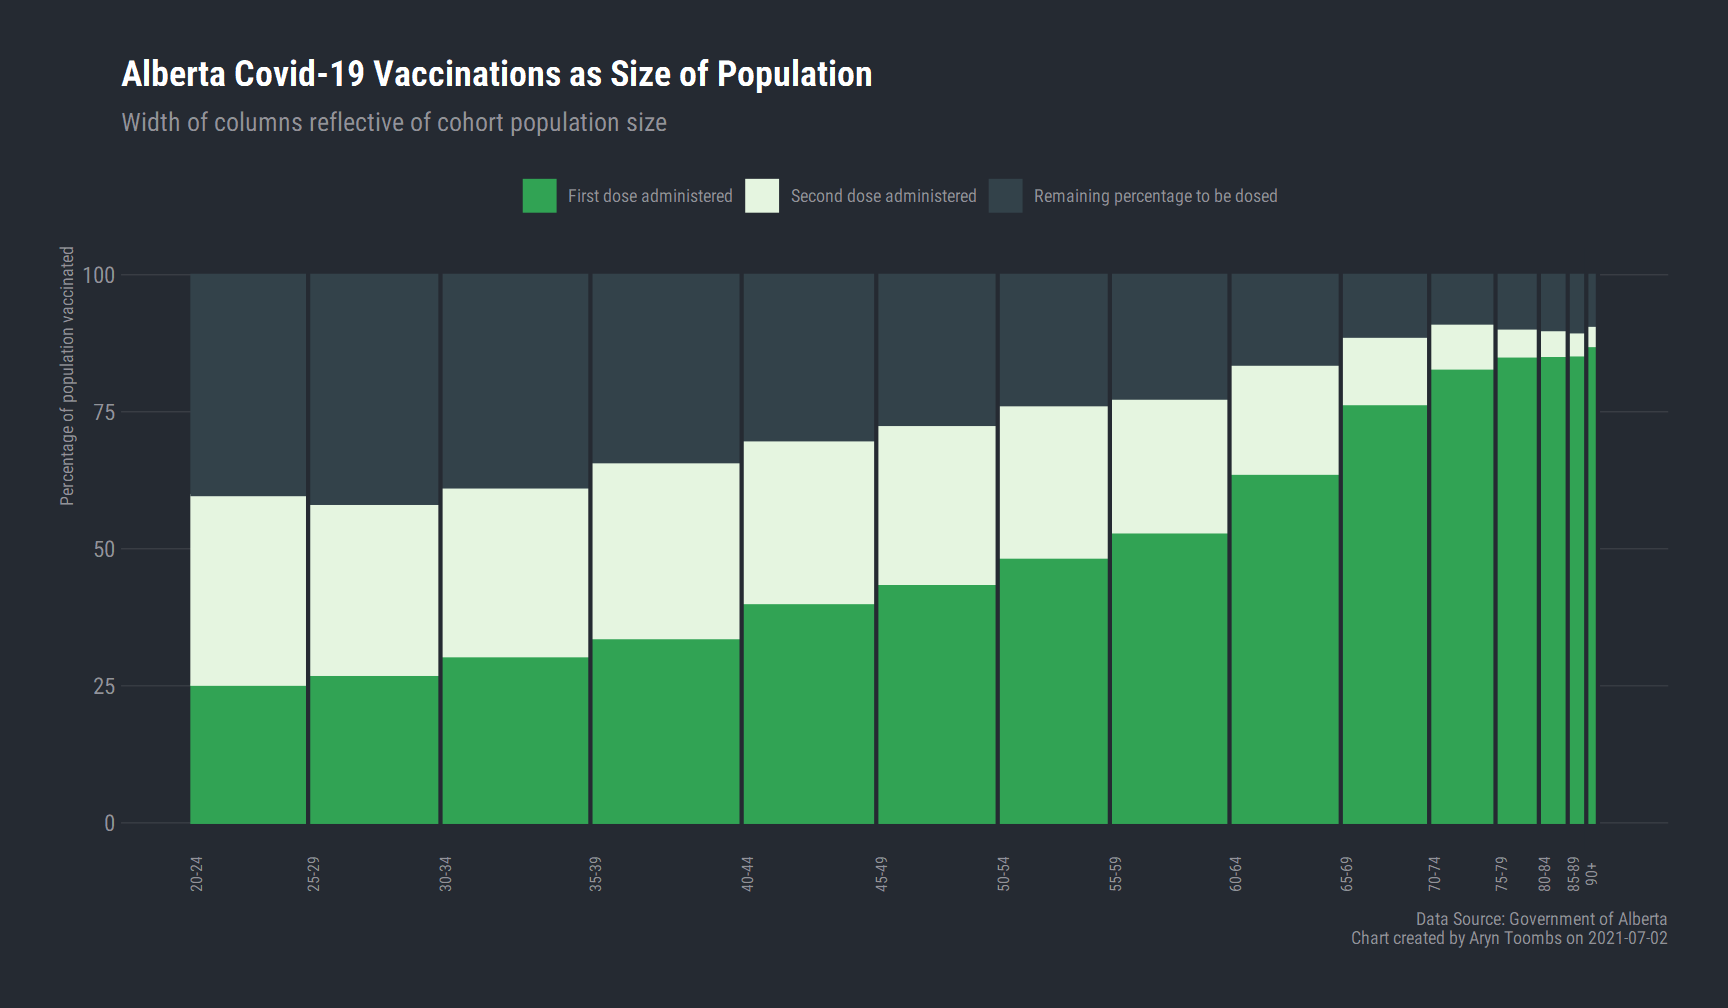 Alberta Covid-19 Vaccinations as Size of Population
Width of columns reflective of cohort population size
First dose administered
Second dose administered
Remaining percentage to be dosed
Percentage of population vaccinated
100
75
50
25
0
20-24
25-29
30-34
35-39
40-44
45-49
50-54
55-59
60-64
65-69
70-74
75-79
80-84
85-89
90+
Data Source: Government of Alberta
Chart created by Aryn Toombs on 2021-07-02